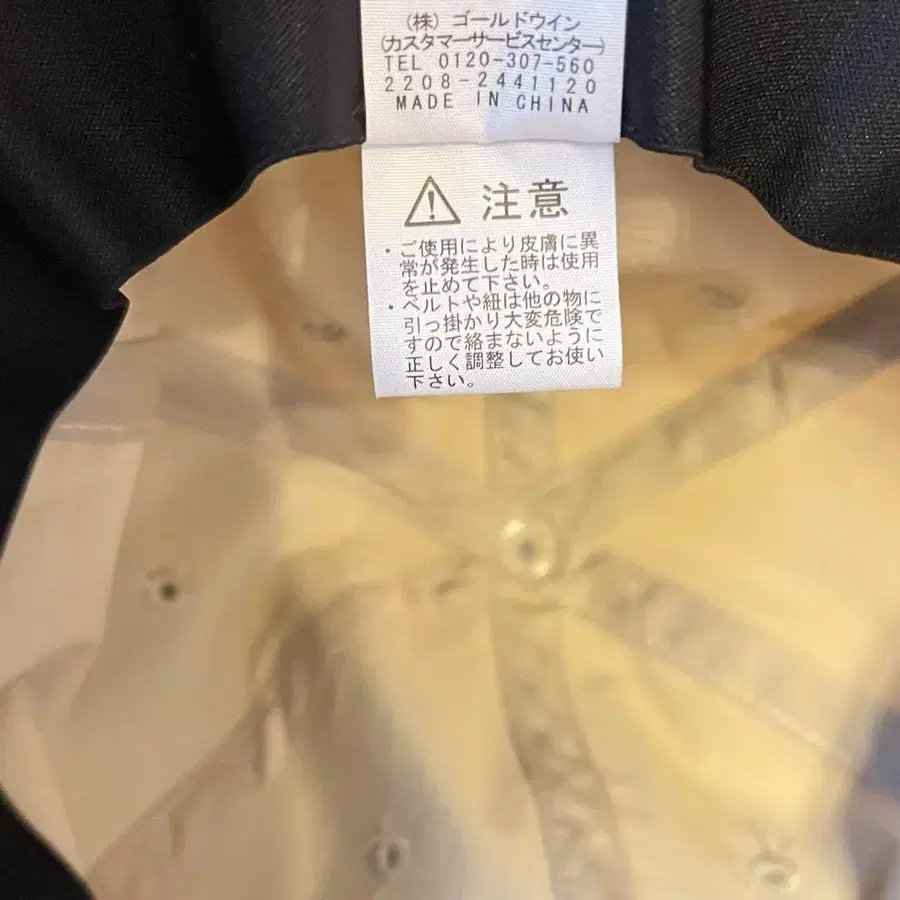 (株) ゴールドウイン
(カスタマーサービスセンター)
TEL 0120-307-560
2208-2441120
MADE IN CHINA
注意
・ご使用により皮膚に異
常が発生した時は使用
を止めて下さい。
・ベルトや紐は他の物に
引っ掛かり大変危険で
すので絡まないように
正しく調整してお使い
下さい。